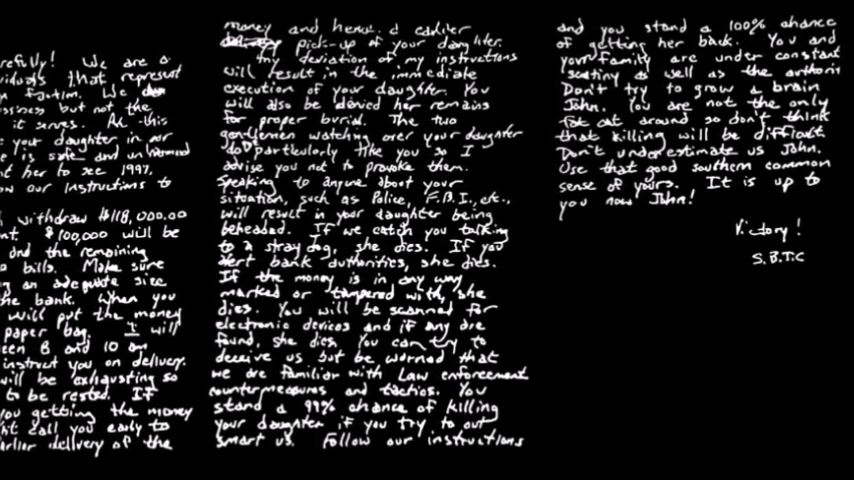 refully! We are a
viduals that represent
n faction. We
ssiness but not the
it serves. At this
e your daughter in our
e is safe and unharmed
nt her to see 1997,
ow our instructions to
withdraw $118,000.00
nt. $100,000 will be
and the remaining
o bills. Make sure
ng an adequate size
he bank. When you
will put the money
paper bag. I will
een 8 and 10 am
instruct you on delivery.
will be exhausting so
to be rested. If
you getting the money
ht call you early to
arlier delivery of the
money and hence a earlier
pick-up of your daughter.
Any deviation of my instructions
will result in the immediate
execution of your daughter. You
will also be denied her remains
for proper burial. The two
gentlemen watching over your daughter
do particularly like you so I
advise you not to provoke them.
Speaking to anyone about your
situation, such as Police, F.B.I., etc.,
will result in your daughter being
beheaded. If we catch you talking
to a stray dog, she dies. If you
alert bank authorities, she dies.
If the money is in any way
marked or tampered with, she
dies. You will be scanned for
electronic devices and if any are
found, she dies. You can try to
deceive us but be warned that
we are familiar with Law enforcement
countermeasures and tactics. You
stand a 99% chance of killing
your daughter if you try to out
smart us. Follow our instructions
and you stand a 100% chance
of getting her back. You and
your family are under constant
scutiny as well as the authorit
Don't try to grow a brain
John. You are not the only
fat cat around so don't think
that killing will be difficult
Don't underestimate us John.
Use that good southern common
sense of yours. It is up to
you now John!
Victory!
S.B.T.C